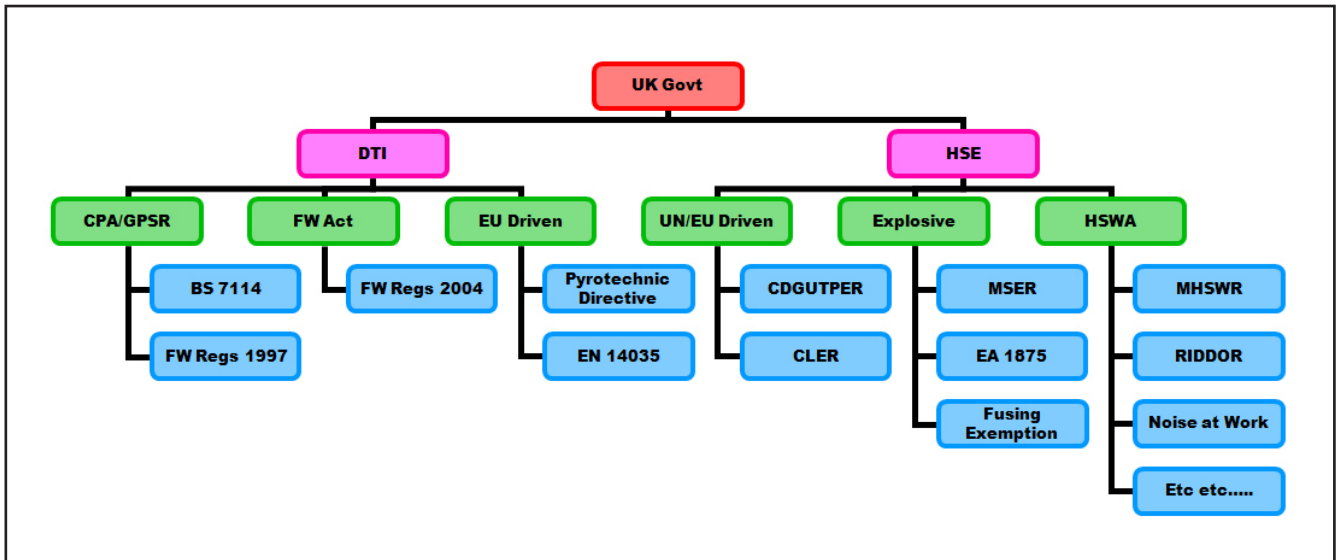 UK Govt
DTI
HSE
CPA/GPSR
FW Act
EU Driven
UN/EU Driven
Explosive
HSWA
BS 7114
FW Regs 2004
Pyrotechnic
Directive
CDGUTPER
MSER
MHSWR
FW Regs 1997
EN 14035
CLER
EA 1875
RIDDOR
Fusing
Exemption
Noise at Work
Etc etc.....